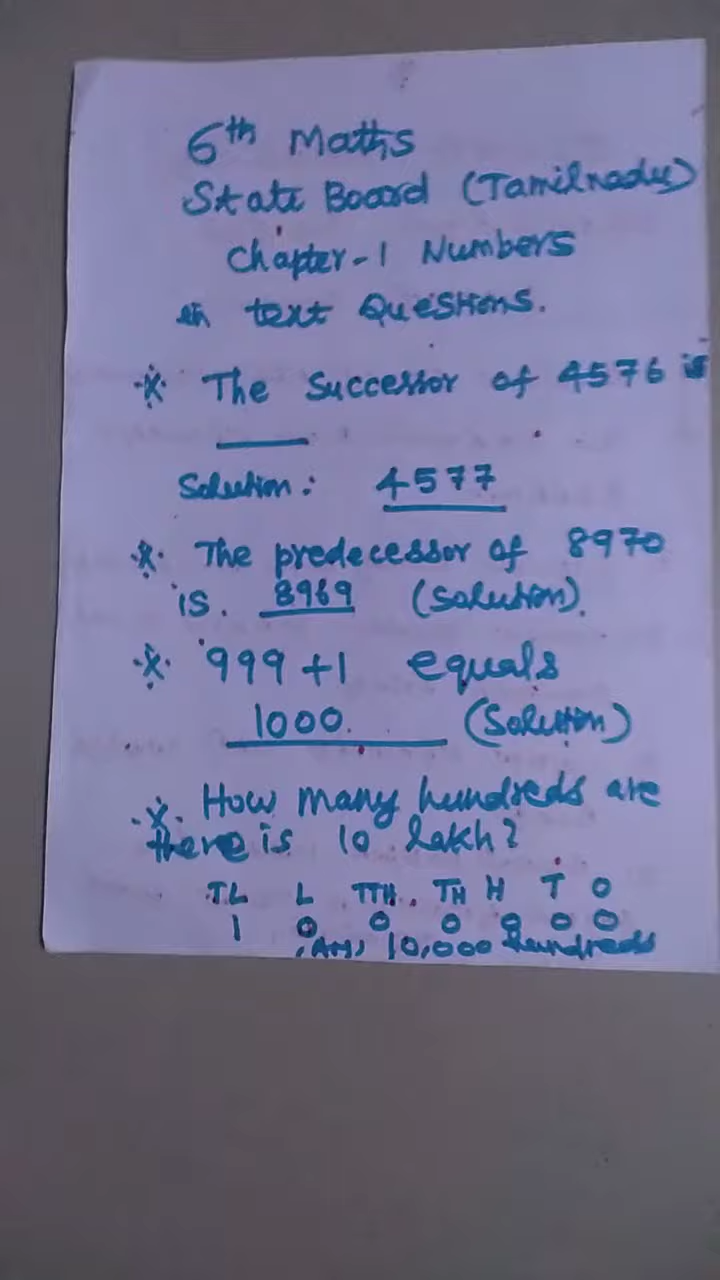 6th Maths
State Board (Tamilnadu)
Chapter-1 Numbers
in text Questions.
The Successor of 4576 is
Solution: 4577
The predecessor of 8970
is. 8969 (Solution).
999+1 equals
1000. (Solution)
How many hundreds are
there is 10 lakh?
TL L TTH. TH H T O
1 0 0 0 0 0 0
Ans, 10,000 hundreds